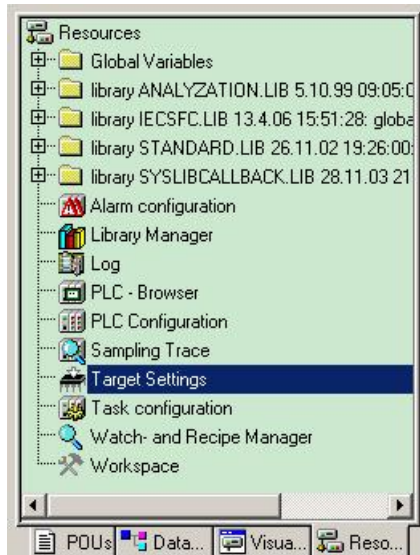 Resources
Global Variables
library ANALYZATION.LIB 5.10.99 09:05:0
library IECSFC.LIB 13.4.06 15:51:28: globa
library STANDARD.LIB 26.11.02 19:26:00:
library SYSLIBCALLBACK.LIB 28.11.03 21
Alarm configuration
Library Manager
Log
PLC - Browser
PLC Configuration
Sampling Trace
Target Settings
Task configuration
Watch- and Recipe Manager
Workspace
POUs Data... Visua... Reso...